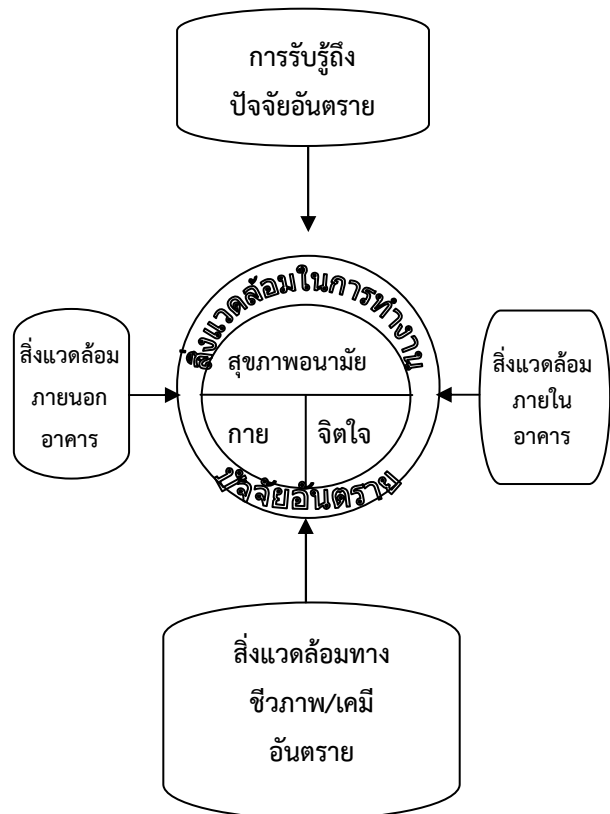 การรับรู้ถึง
ปัจจัยอันตราย
สิ่งแวดล้อมในการทำงาน
สิ่งแวดล้อม
ภายนอก
อาคาร
สุขภาพอนามัย
กาย
จิตใจ
สิ่งแวดล้อม
ภายใน
อาคาร
ปัจจัยอันตราย
สิ่งแวดล้อมทาง
ชีวภาพ/เคมี
อันตราย